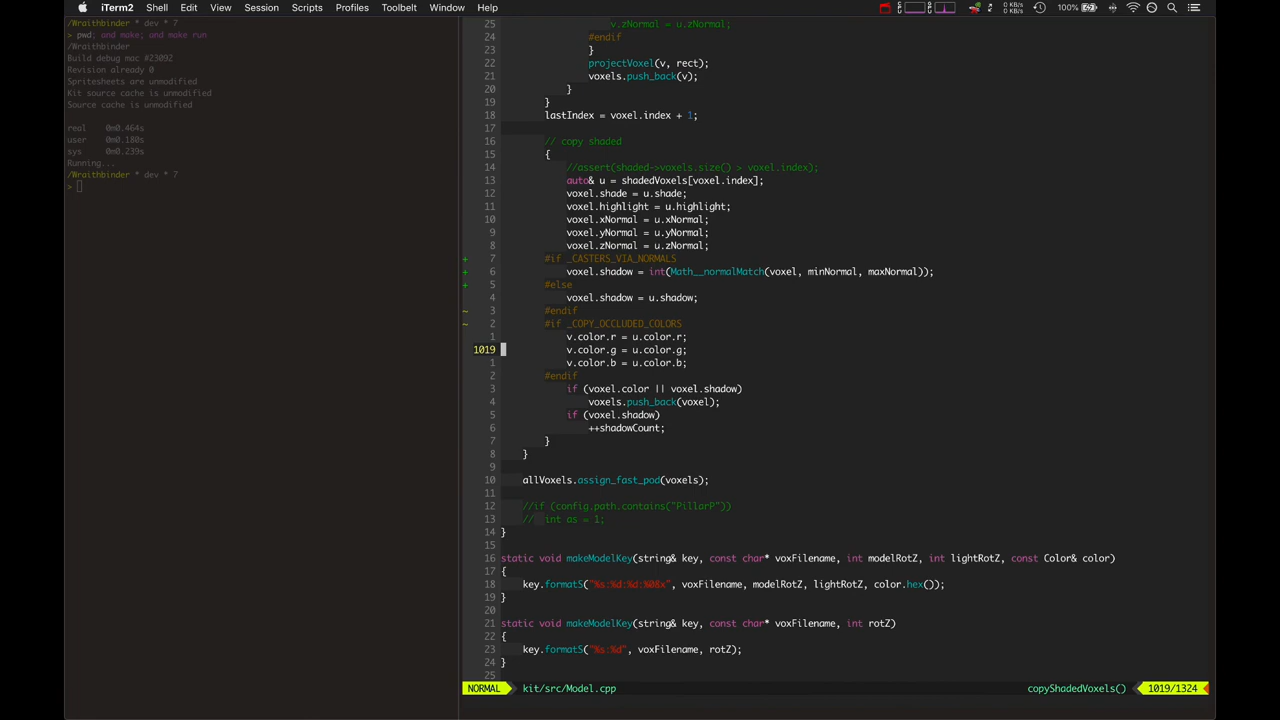 iTerm2 Shell Edit View Session Scripts Profiles Toolbelt Window Help 0 KB/s 0 KB/s 100%
/Wraithbinder * dev * 7
> pwd; and make; and make run
/Wraithbinder
Build debug mac #23092
Revision already 0
Spritesheets are unmodified
Kit source cache is unmodified
Source cache is unmodified
real 0m0.464s
user 0m0.180s
sys 0m0.239s
Running...
/Wraithbinder * dev * 7
>
25 v.zNormal = u.zNormal;
24 #endif
23 }
22 projectVoxel(v, rect);
21 voxels.push_back(v);
20 }
19 }
18 lastIndex = voxel.index + 1;
17
16 // copy shaded
15 {
14 //assert(shaded->voxels.size() > voxel.index);
13 auto& u = shadedVoxels[voxel.index];
12 voxel.shade = u.shade;
11 voxel.highlight = u.highlight;
10 voxel.xNormal = u.xNormal;
9 voxel.yNormal = u.yNormal;
8 voxel.zNormal = u.zNormal;
+ 7 #if _CASTERS_VIA_NORMALS
+ 6 voxel.shadow = int(Math__normalMatch(voxel, minNormal, maxNormal));
+ 5 #else
4 voxel.shadow = u.shadow;
~ 3 #endif
~ 2 #if _COPY_OCCLUDED_COLORS
1 v.color.r = u.color.r;
1019 v.color.g = u.color.g;
1 v.color.b = u.color.b;
2 #endif
3 if (voxel.color || voxel.shadow)
4 voxels.push_back(voxel);
5 if (voxel.shadow)
6 ++shadowCount;
7 }
8 }
9
10 allVoxels.assign_fast_pod(voxels);
11
12 //if (config.path.contains("PillarP"))
13 // int as = 1;
14 }
15
16 static void makeModelKey(string& key, const char* voxFilename, int modelRotZ, int lightRotZ, const Color& color)
17 {
18 key.formatS("%s:%d:%d:%08x", voxFilename, modelRotZ, lightRotZ, color.hex());
19 }
20
21 static void makeModelKey(string& key, const char* voxFilename, int rotZ)
22 {
23 key.formatS("%s:%d", voxFilename, rotZ);
24 }
25
NORMAL kit/src/Model.cpp copyShadedVoxels() 1019/1324